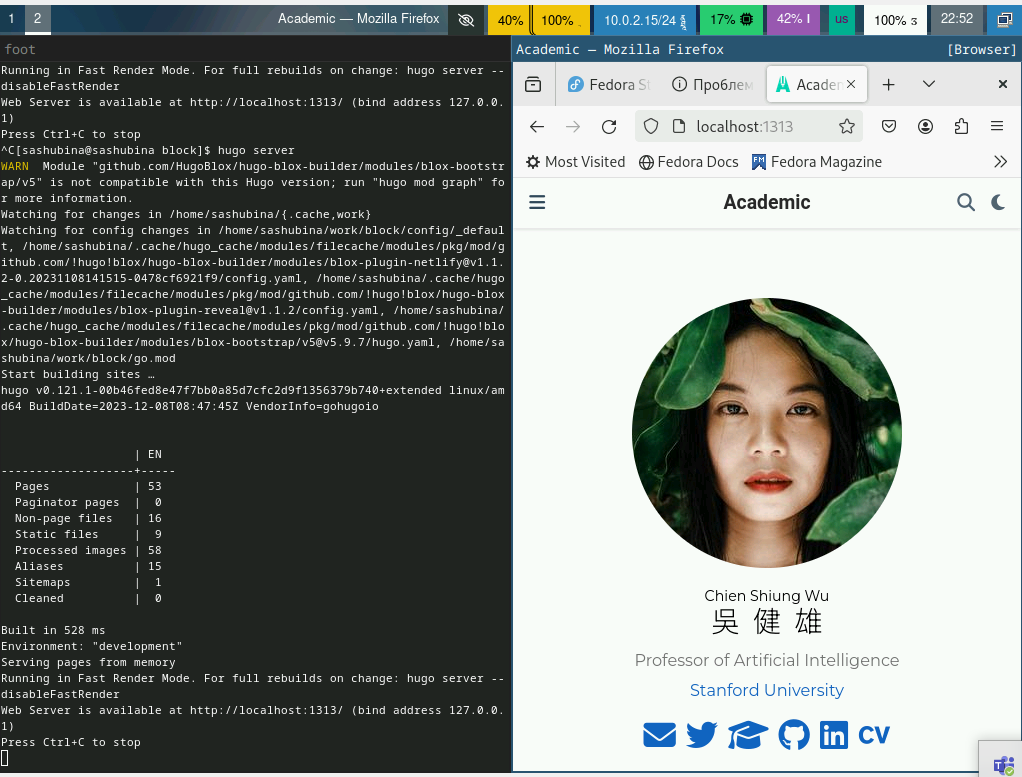 1 2 Academic — Mozilla Firefox 40% 100% 10.0.2.15/24 17% 42% US 100% 22:52
foot
Running in Fast Render Mode. For full rebuilds on change: hugo server --
disableFastRender
Web Server is available at http://localhost:1313/ (bind address 127.0.0.
1)
Press Ctrl+C to stop
^C[sashubina@sashubina block]$ hugo server
WARN  Module "github.com/HugoBlox/hugo-blox-builder/modules/blox-bootstr
ap/v5" is not compatible with this Hugo version; run "hugo mod graph" fo
r more information.
Watching for changes in /home/sashubina/{.cache,work}
Watching for config changes in /home/sashubina/work/block/config/_defaul
t, /home/sashubina/.cache/hugo_cache/modules/filecache/modules/pkg/mod/g
ithub.com/!hugo!blox/hugo-blox-builder/modules/blox-plugin-netlify@v1.1.
2-0.20231108141515-0478cf6921f9/config.yaml, /home/sashubina/.cache/hugo
_cache/modules/filecache/modules/pkg/mod/github.com/!hugo!blox/hugo-blox
-builder/modules/blox-plugin-reveal@v1.1.2/config.yaml, /home/sashubina/
.cache/hugo_cache/modules/filecache/modules/pkg/mod/github.com/!hugo!blo
x/hugo-blox-builder/modules/blox-bootstrap/v5@v5.9.7/hugo.yaml, /home/sa
shubina/work/block/go.mod
Start building sites …
hugo v0.121.1-00b46fed8e47f7bb0a85d7cfc2d9f1356379b740+extended linux/am
d64 BuildDate=2023-12-08T08:47:45Z VendorInfo=gohugoio
| EN
-------------------+-----
Pages | 53
Paginator pages | 0
Non-page files | 16
Static files | 9
Processed images | 58
Aliases | 15
Sitemaps | 1
Cleaned | 0
Built in 528 ms
Environment: "development"
Serving pages from memory
Running in Fast Render Mode. For full rebuilds on change: hugo server --
disableFastRender
Web Server is available at http://localhost:1313/ (bind address 127.0.0.
1)
Press Ctrl+C to stop
Academic — Mozilla Firefox [Browser]
Fedora St Проблем Academ
localhost:1313
Most Visited Fedora Docs Fedora Magazine
Academic
Chien Shiung Wu
吳健雄
Professor of Artificial Intelligence
Stanford University
CV